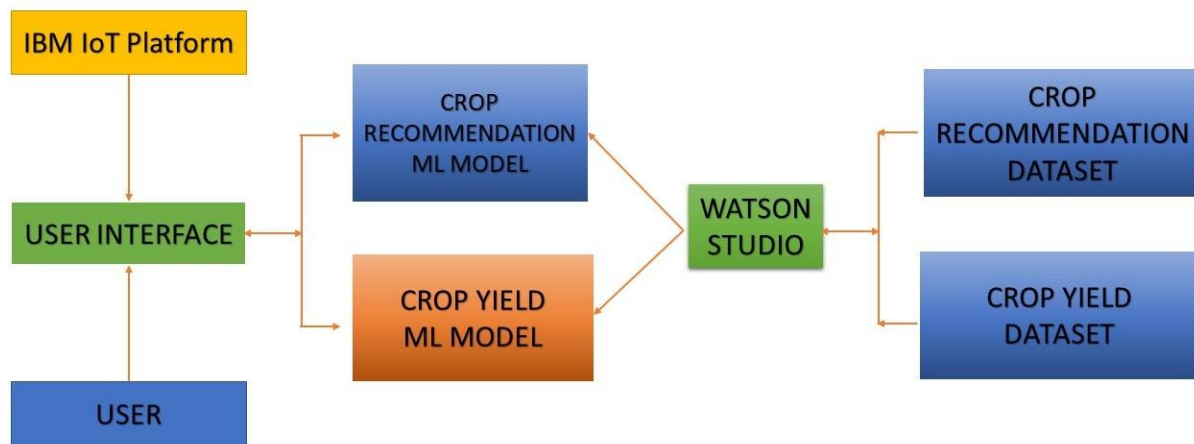 IBM IoT Platform
USER INTERFACE
USER
CROP
RECOMMENDATION
ML MODEL
CROP YIELD
ML MODEL
WATSON
STUDIO
CROP
RECOMMENDATION
DATASET
CROP YIELD
DATASET